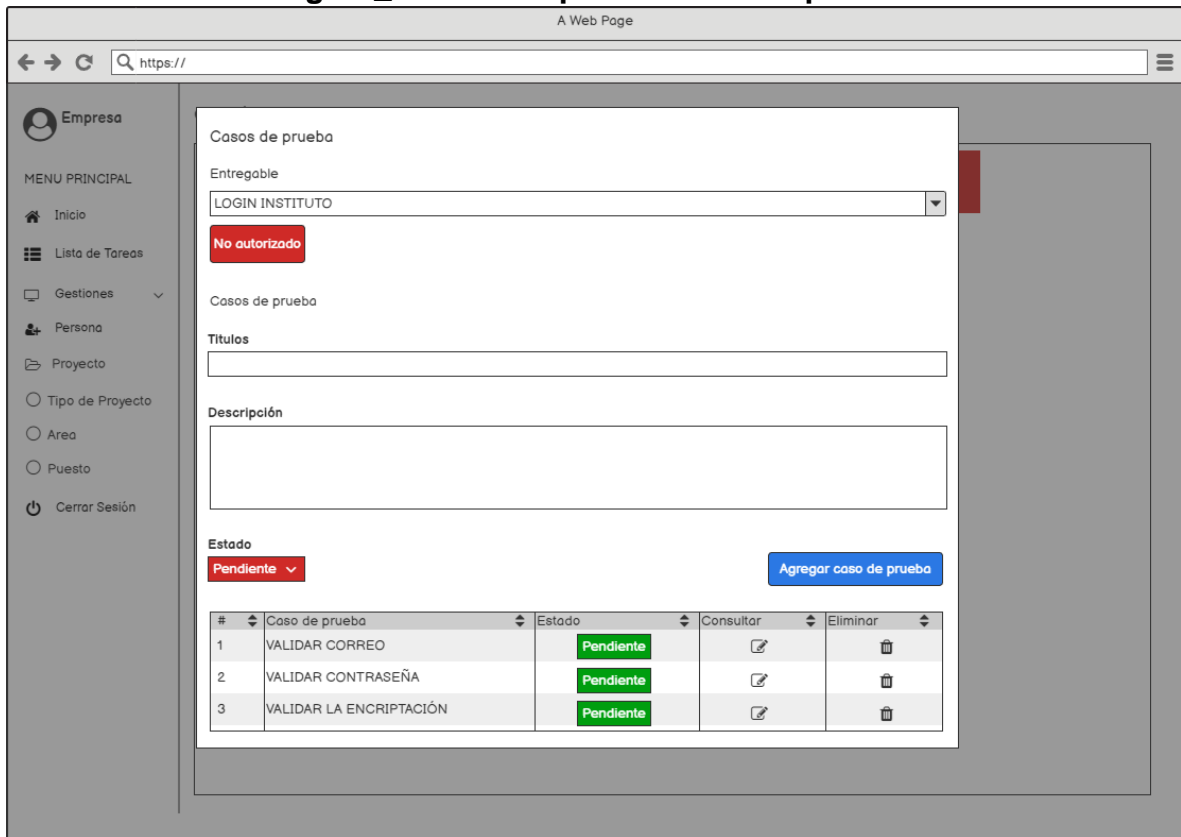 A Web Page
https://
Empresa
MENU PRINCIPAL
Inicio
Lista de Tareas
Gestiones
Persona
Proyecto
Tipo de Proyecto
Area
Puesto
Cerrar Sesión
Casos de prueba
Entregable
LOGIN INSTITUTO
No autorizado
Casos de prueba
Titulos
Descripción
Estado
Pendiente
Agregar caso de prueba
# Caso de prueba Estado Consultar Eliminar
1 VALIDAR CORREO Pendiente
2 VALIDAR CONTRASEÑA Pendiente
3 VALIDAR LA ENCRIPTACIÓN Pendiente